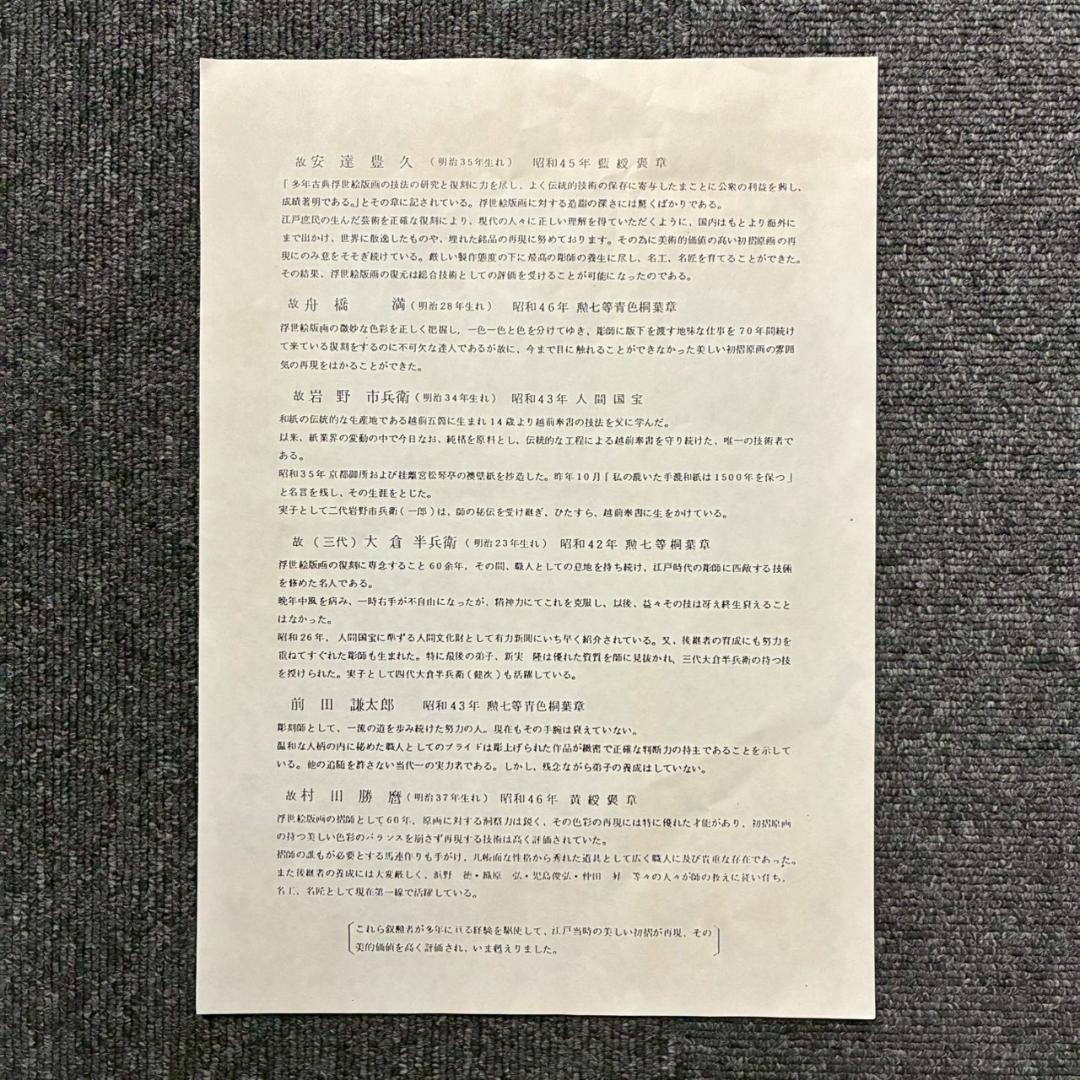 故 安達豊久 (明治35年生れ) 昭和45年 藍綬褒章
「多年古典浮世絵版画の技法の研究と復刻に力を尽し、よく伝統的技術の保存に寄与したまことに公衆の利益を興し、
成績著明である。」とその章に記されている。浮世絵版画に対する造詣の深さには驚くばかりである。
江戸庶民の生んだ芸術を正確な復刻により、現代の人々に正しい理解を得ていただくように、国内はもとより海外に
まで出かけ、世界に散逸したものや、埋れた銘品の再現に努めております。その為に美術的価値の高い初摺原画の再
現にのみ意をそそぎ続けている。厳しい製作態度の下に最高の彫師の養生に尽し、名工、名匠を育てることができた。
その結果、浮世絵版画の復元は総合技術としての評価を受けることが可能になったのである。
故 舟橋 満 (明治28年生れ) 昭和46年 勲七等青色桐葉章
浮世絵版画の微妙な色彩を正しく把握し、一色一色と色を分けてゆき、彫師に版下を渡す地味な仕事を70年間続け
て来ている復刻をするのに不可欠な達人であるが故に、今まで目に触れることができなかった美しい初摺原画の雰囲
気の再現をはかることができた。
故 岩野 市兵衛 (明治34年生れ) 昭和43年 人間国宝
和紙の伝統的な生産地である越前五箇に生まれ14歳より越前奉書の技法を父に学んだ。
以来、紙業界の変動の中で今日なお、純楮を原料とし、伝統的な工程による越前奉書を守り続けた、唯一の技術者で
ある。
昭和35年京都御所および桂離宮松琴亭の襖壁紙を抄造した。昨年10月「私の漉いた手漉和紙は1500年を保つ」
と名言を残し、その生涯をとじた。
実子として二代岩野市兵衛(一郎)は、師の秘伝を受け継ぎ、ひたすら、越前奉書に生をかけている。
故 (三代) 大倉 半兵衛 (明治23年生れ) 昭和42年 勲七等桐葉章
浮世絵版画の復刻に専念すること60余年、その間、職人としての意地を持ち続け、江戸時代の彫師に匹敵する技術
を修めた名人である。
晩年中風を病み、一時右手が不自由になったが、精神力にてこれを克服し、以後、益々その技は冴え終生衰えること
はなかった。
昭和26年、人間国宝に準ずる人間文化財として有力新聞にいち早く紹介されている。又、後継者の育成にも努力を
重ねてすぐれた彫師も生まれた。特に最後の弟子、新実 隆は優れた資質を師に見抜かれ、三代大倉半兵衛の持つ技
を授けられた。実子として四代大倉半兵衛(健次)も活躍している。
前田 謙太郎 昭和43年 勲七等青色桐葉章
彫刻師として、一流の道を歩み続けた努力の人。現在もその手腕は衰えていない。
温和な人柄の内に秘めた職人としてのプライドは彫上げられた作品が緻密で正確な判断力の持主であることを示して
いる。他の追随を許さない当代一の実力者である。しかし、残念ながら弟子の養成はしていない。
故 村田勝麿 (明治37年生れ) 昭和46年 黄綬褒章
浮世絵版画の摺師として60年、原画に対する洞察力は鋭く、その色彩の再現には特に優れた才能があり、初摺原画
の持つ美しい色彩のバランスを崩さず再現する技術は高く評価されていた。
摺師の誰もが必要とする馬連作りも手がけ、几帳面な性格から秀れた道具として広く職人に及び貴重な存在であった。
また後継者の養成には大変厳しく、浜野 徳・織原 弘・児島俊弘・仲田 昇 等々の人々が師の教えに従い育ち、
名工、名匠として現在第一線で活躍している。
これら叙勲者が多年に亘る経験を駆使して、江戸当時の美しい初摺が再現、その
美的価値を高く評価され、いま甦えりました。